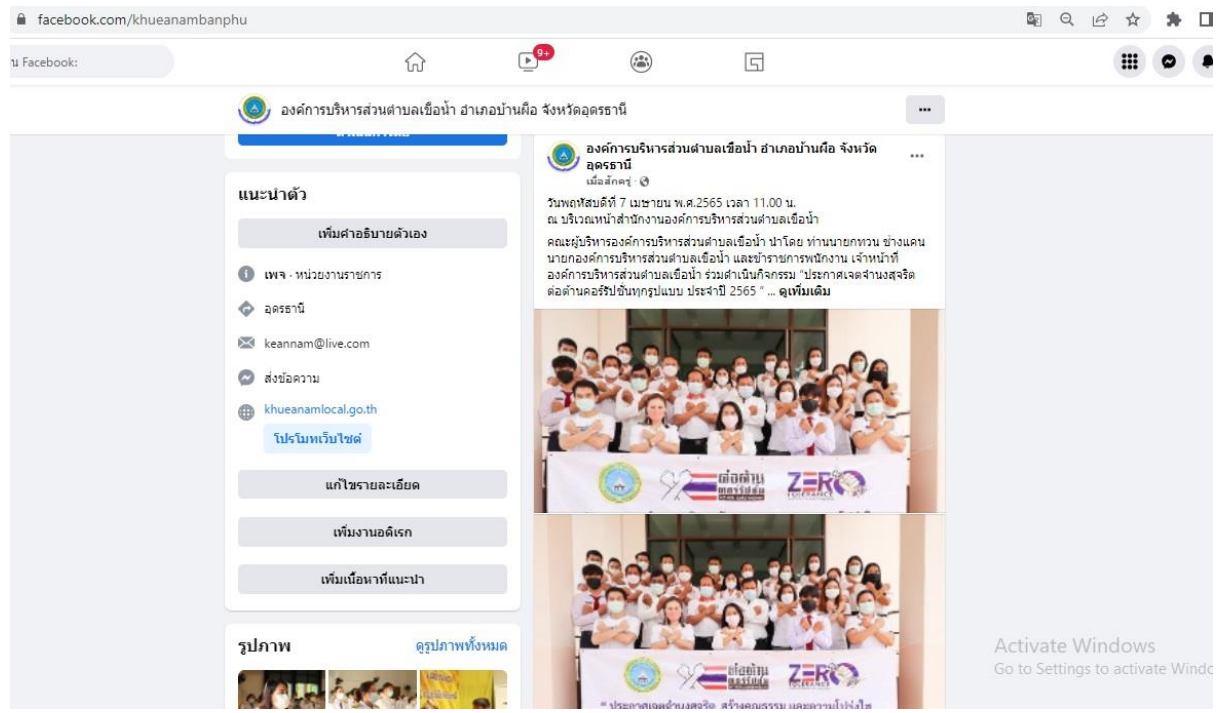 facebook.com/khueanambanphu
น Facebook:
9+
องค์การบริหารส่วนตำบลเขือน้ำ อำเภอบ้านผือ จังหวัดอุดรธานี
แนะนำตัว
เพิ่มคำอธิบายตัวเอง
เพจ · หน่วยงานราชการ
อุดรธานี
keannam@live.com
ส่งข้อความ
khueanamlocal.go.th
โปรโมทเว็บไซต์
แก้ไขรายละเอียด
เพิ่มงานอดิเรก
เพิ่มเนื้อหาที่แนะนำ
รูปภาพ
ดูรูปภาพทั้งหมด
องค์การบริหารส่วนตำบลเขือน้ำ อำเภอบ้านผือ จังหวัด
อุดรธานี
เมื่อสักครู่ ·
วันพฤหัสบดีที่ 7 เมษายน พ.ศ.2565 เวลา 11.00 น.
ณ บริเวณหน้าสำนักงานองค์การบริหารส่วนตำบลเขือน้ำ
คณะผู้บริหารองค์การบริหารส่วนตำบลเขือน้ำ นำโดย ท่านนายกทวน ช่างแคน
นายกองค์การบริหารส่วนตำบลเขือน้ำ และข้าราชการพนักงาน เจ้าหน้าที่
องค์การบริหารส่วนตำบลเขือน้ำ ร่วมดำเนินกิจกรรม "ประกาศเจตจำนงสุจริต
ต่อต้านคอร์รัปชั่นทุกรูปแบบ ประจำปี 2565 " ... ดูเพิ่มเติม
ต่อต้าน
ZERO
TOLERANCE
ต่อต้าน
ZERO
TOLERANCE
" ประกาศเจตจำนงสุจริต สร้างคุณธรรม และความโปร่งใส
Activate Windows
Go to Settings to activate Windo